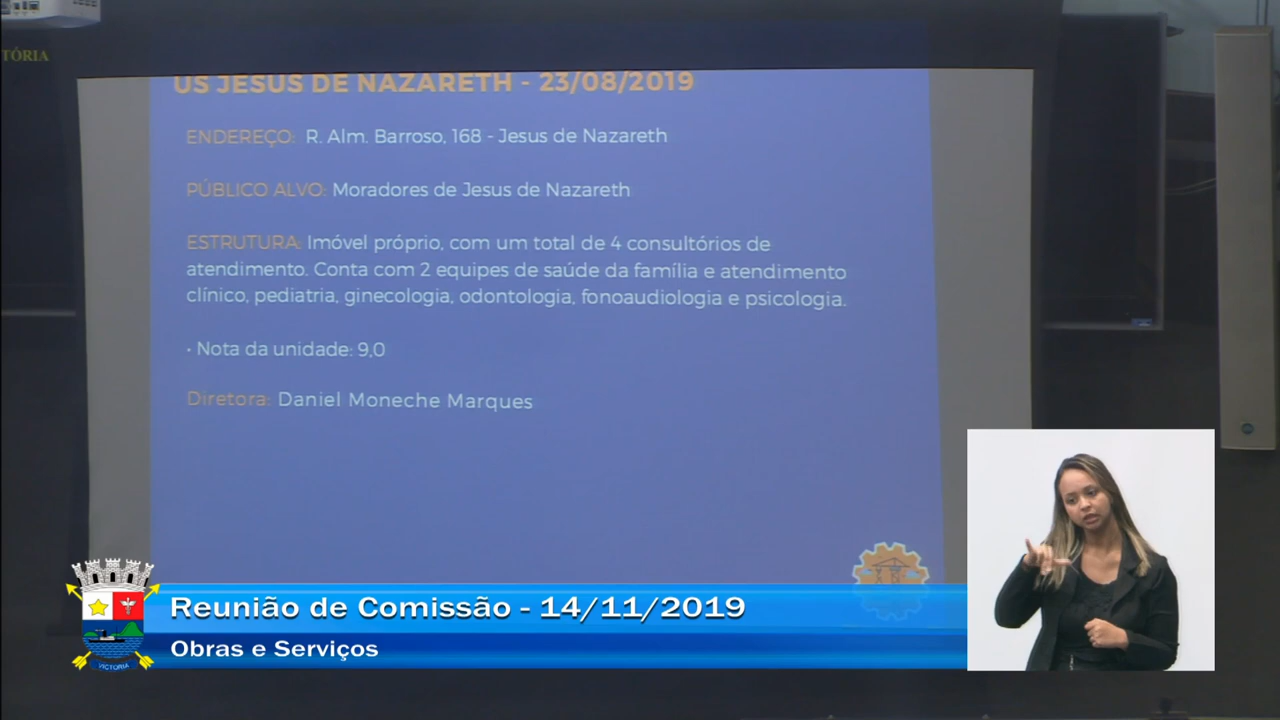 TÓRIA
US JESUS DE NAZARETH - 23/08/2019
ENDEREÇO: R. Alm. Barroso, 168 - Jesus de Nazareth
PÚBLICO ALVO: Moradores de Jesus de Nazareth
ESTRUTURA: Imóvel próprio, com um total de 4 consultórios de
atendimento. Conta com 2 equipes de saúde da família e atendimento
clínico, pediatria, ginecologia, odontologia, fonoaudiologia e psicologia.
• Nota da unidade: 9,0
Diretora: Daniel Moneche Marques
Reunião de Comissão - 14/11/2019
Obras e Serviços
VICTORIA